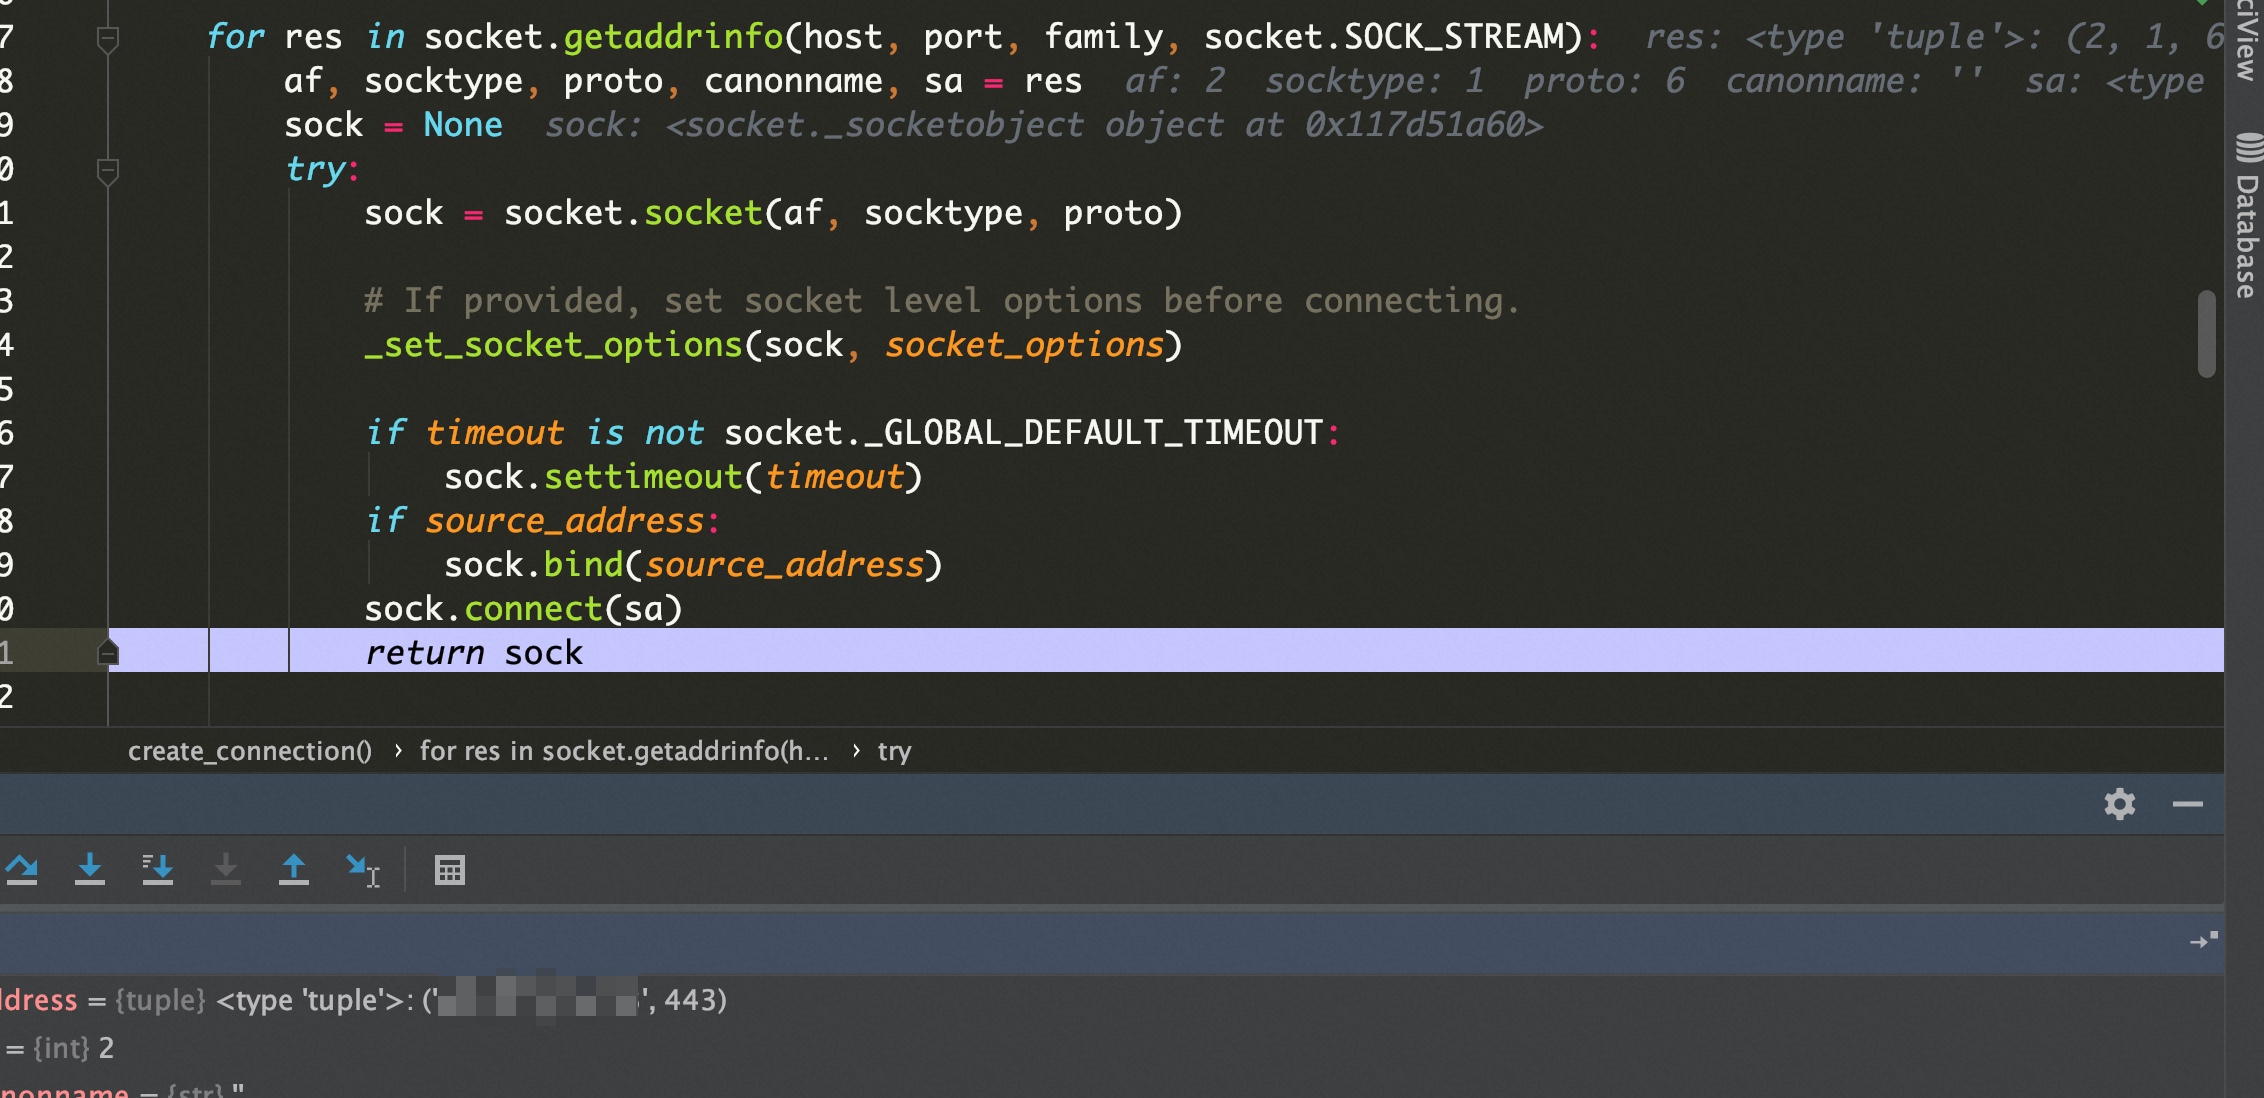 7 for res in socket.getaddrinfo(host, port, family, socket.SOCK_STREAM): res: <type 'tuple'>: (2, 1, 6
8 af, socktype, proto, canonname, sa = res af: 2 socktype: 1 proto: 6 canonname: '' sa: <type
9 sock = None sock: <socket._socketobject object at 0x117d51a60>
0 try:
1 sock = socket.socket(af, socktype, proto)
2
3 # If provided, set socket level options before connecting.
4 _set_socket_options(sock, socket_options)
5
6 if timeout is not socket._GLOBAL_DEFAULT_TIMEOUT:
7 sock.settimeout(timeout)
8 if source_address:
9 sock.bind(source_address)
0 sock.connect(sa)
1 return sock
2
create_connection() › for res in socket.getaddrinfo(h... › try
ddress = {tuple} <type 'tuple'>: ('', 443)
= {int} 2
nonname = {str} ''
ciView
Database